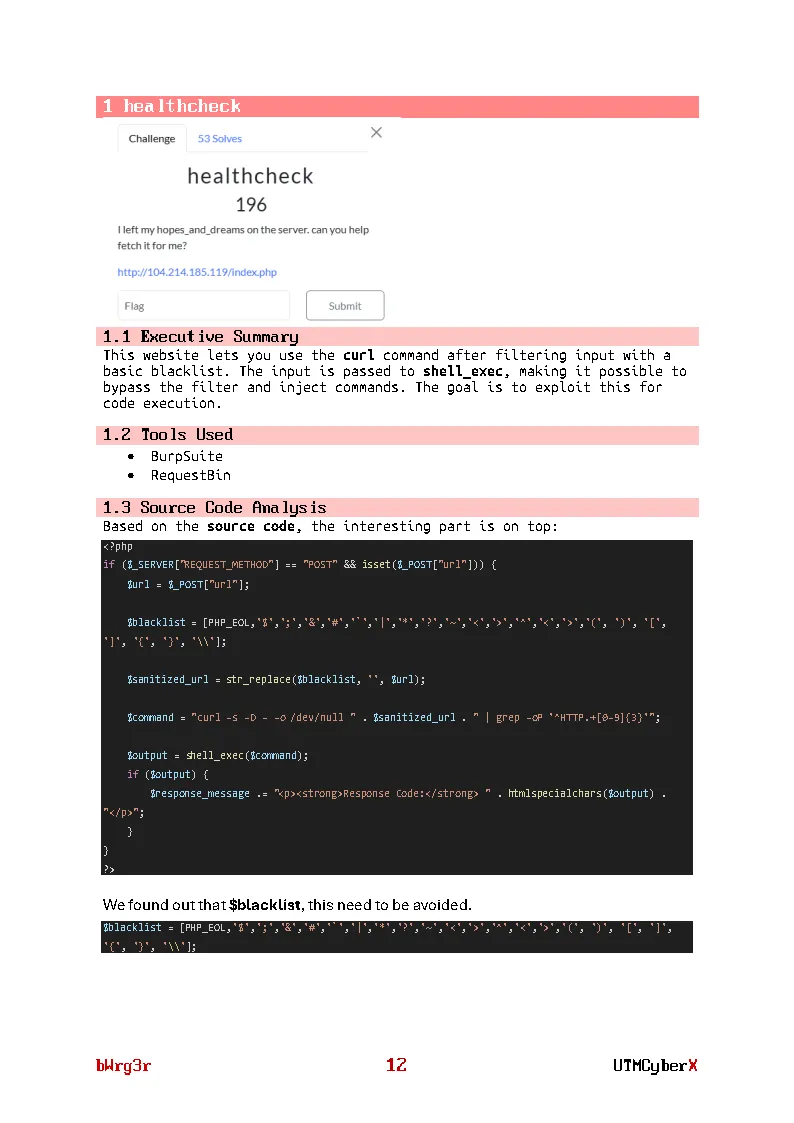 1 healthcheck
Challenge
53 Solves
healthcheck
196
I left my hopes_and_dreams on the server. can you help
fetch it for me?
http://104.214.185.119/index.php
Flag
Submit
1.1 Executive Summary
This website lets you use the curl command after filtering input with a
basic blacklist. The input is passed to shell_exec, making it possible to
bypass the filter and inject commands. The goal is to exploit this for
code execution.
1.2 Tools Used
• BurpSuite
• RequestBin
1.3 Source Code Analysis
Based on the source code, the interesting part is on top:
<?php
if ($_SERVER["REQUEST_METHOD"] == "POST" && isset($_POST["url"])) {
$url = $_POST["url"];
$blacklist = [PHP_EOL,'$',';','&','#','`','|','*','?','~','<','>','^','<','>','(', ')', '[',
']', '{', '}', '\\'];
$sanitized_url = str_replace($blacklist, '', $url);
$command = "curl -s -D - -o /dev/null " . $sanitized_url . " | grep -oP '^HTTP.+[0-9]{3}'";
$output = shell_exec($command);
if ($output) {
$response_message .= "<p><strong>Response Code:</strong> " . htmlspecialchars($output) .
"</p>";
}
}
?>
We found out that $blacklist, this need to be avoided.
$blacklist = [PHP_EOL,'$',';','&','#','`','|','*','?','~','<','>','^','<','>','(', ')', '[', ']',
'{', '}', '\\'];
bWrg3r
12
UTMCyberX